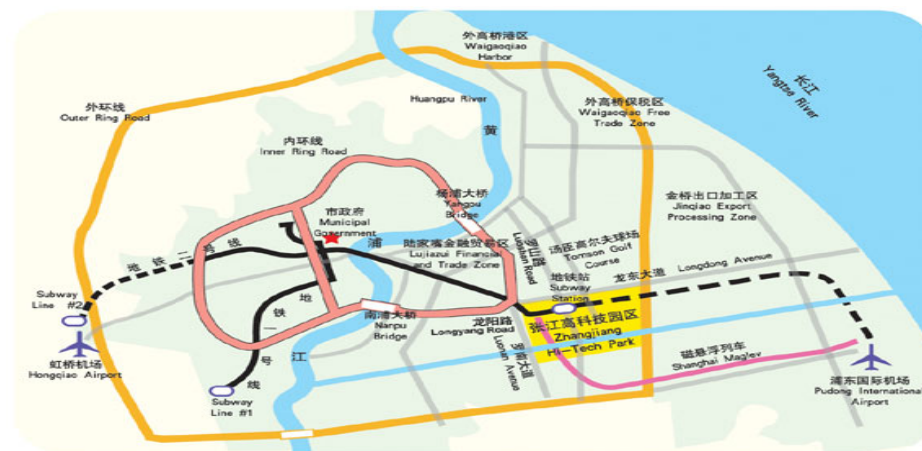 外高桥港区
Waigaoqiao
Harbor
长江
Yangtze River
外环线
Outer Ring Road
Huangpu River
外高桥保税区
Waigaoqiao Free
Trade Zone
黄
内环线
Inner Ring Road
杨浦大桥
Yangpu
Bridge
金桥出口加工区
Jinqiao Export
Processing Zone
市政府
Municipal
Government
浦
陆家嘴金融贸易区
Lujiazui Financial
and Trade Zone
罗山路
Luoshan Road
汤臣高尔夫球场
Tomson Golf
Course
地铁二号线
地铁站
Subway
Station
龙东大道 Longdong Avenue
Subway
Line #2
地铁一号线
南浦大桥
Nanpu
Bridge
龙阳路
Longyang Road
张江高科技园区
Zhangjiang
Hi-Tech Park
江
磁悬浮列车
Shanghai Maglev
虹桥机场
Hongqiao Airport
Subway
Line #1
浦东国际机场
Pudong International
Airport